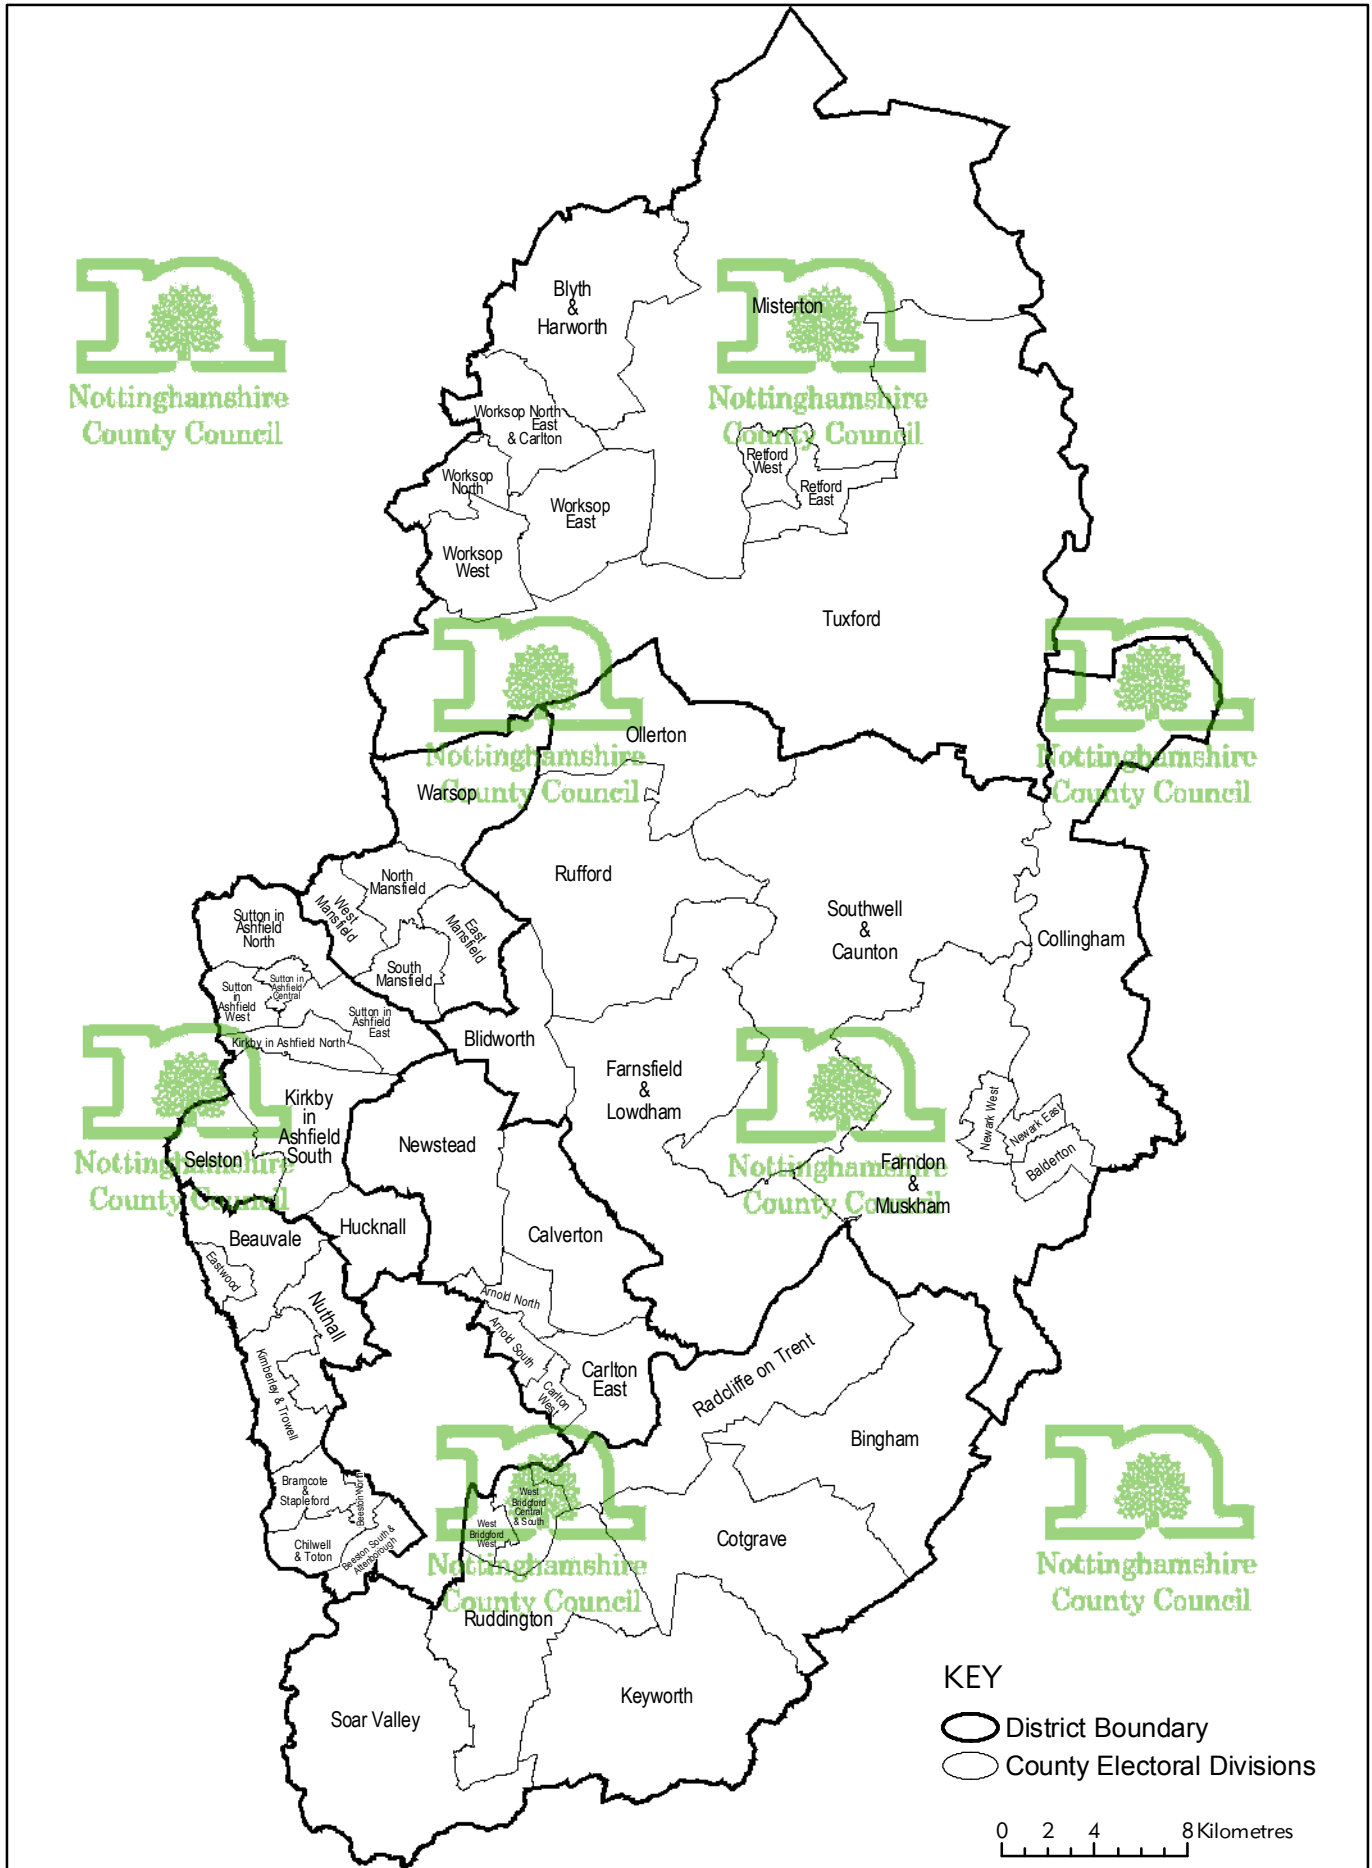 Nottinghamshire
County Council
Blyth
&
Harworth
Misterton
Nottinghamshire
County Council
Worksop North
East
& Carlton
Retford
West
Worksop
North
Retford
East
Worksop
East
Worksop
West
Tuxford
Ollerton
Nottinghamshire
County Council
Nottinghamshire
County Council
Warsop
Rufford
North
Mansfield
West
Mansfield
East
Mansfield
South
Mansfield
Southwell
&
Caunton
Collingham
Sutton in
Ashfield
North
Sutton in
Ashfield
Central
Sutton
in
Ashfield
West
Sutton in
Ashfield
East
Kirkby in Ashfield North
Blidworth
Farnsfield
&
Lowdham
Kirkby
in
Ashfield
South
Newstead
Selston
Nottinghamshire
County Council
Newark West
Newark East
Balderton
Nottinghamshire
County Council
Farndon
&
Muskham
Beauvale
Hucknall
Calverton
Eastwood
Nuthall
Arnold North
Arnold South
Kimberley & Trowell
Carlton
East
Carlton
West
Radcliffe on Trent
Bingham
Bramcote
&
Stapleford
Beeston North
Chilwell
& Toton
Beeston South &
Attenborough
West
Bridgford
Central
& South
West
Bridgford
West
Cotgrave
Nottinghamshire
County Council
Nottinghamshire
County Council
Ruddington
Keyworth
Soar Valley
KEY
District Boundary
County Electoral Divisions
0 2 4 8 Kilometres